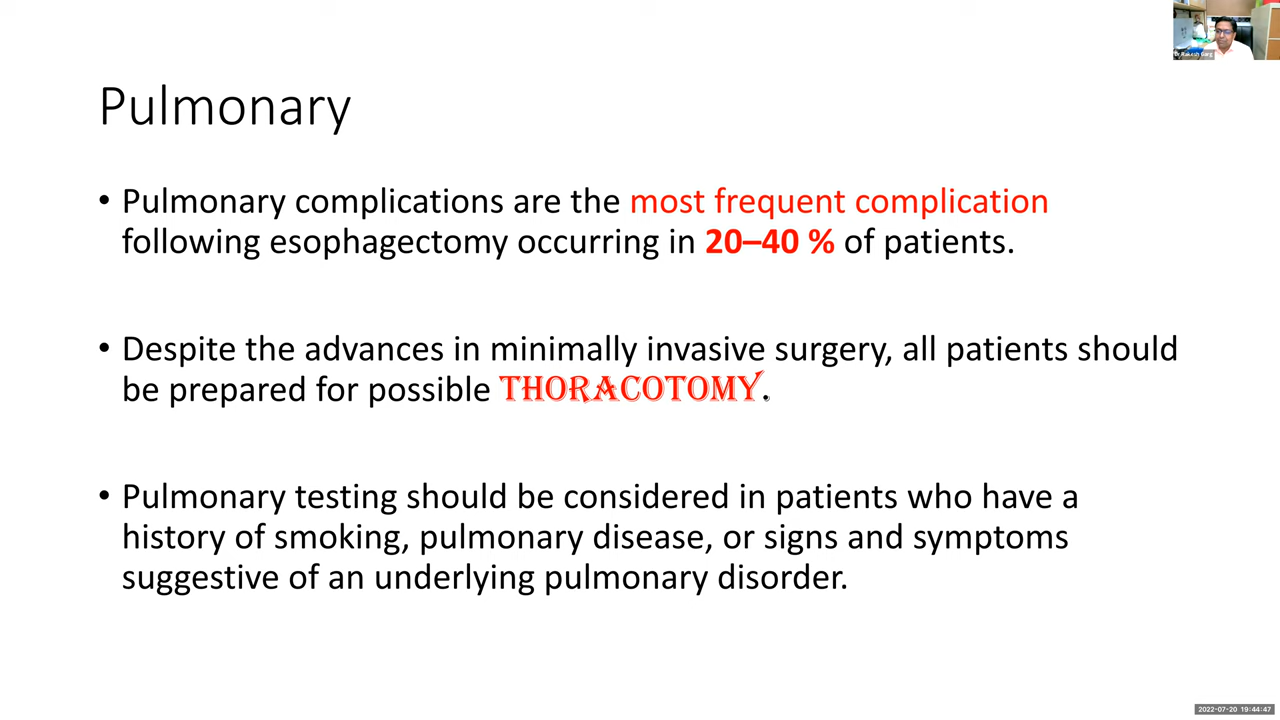 Dr Rakesh Garg
Pulmonary
• Pulmonary complications are the most frequent complication
following esophagectomy occurring in 20–40 % of patients.
• Despite the advances in minimally invasive surgery, all patients should
be prepared for possible THORACOTOMY.
• Pulmonary testing should be considered in patients who have a
history of smoking, pulmonary disease, or signs and symptoms
suggestive of an underlying pulmonary disorder.
2022-07-20 19:44:47